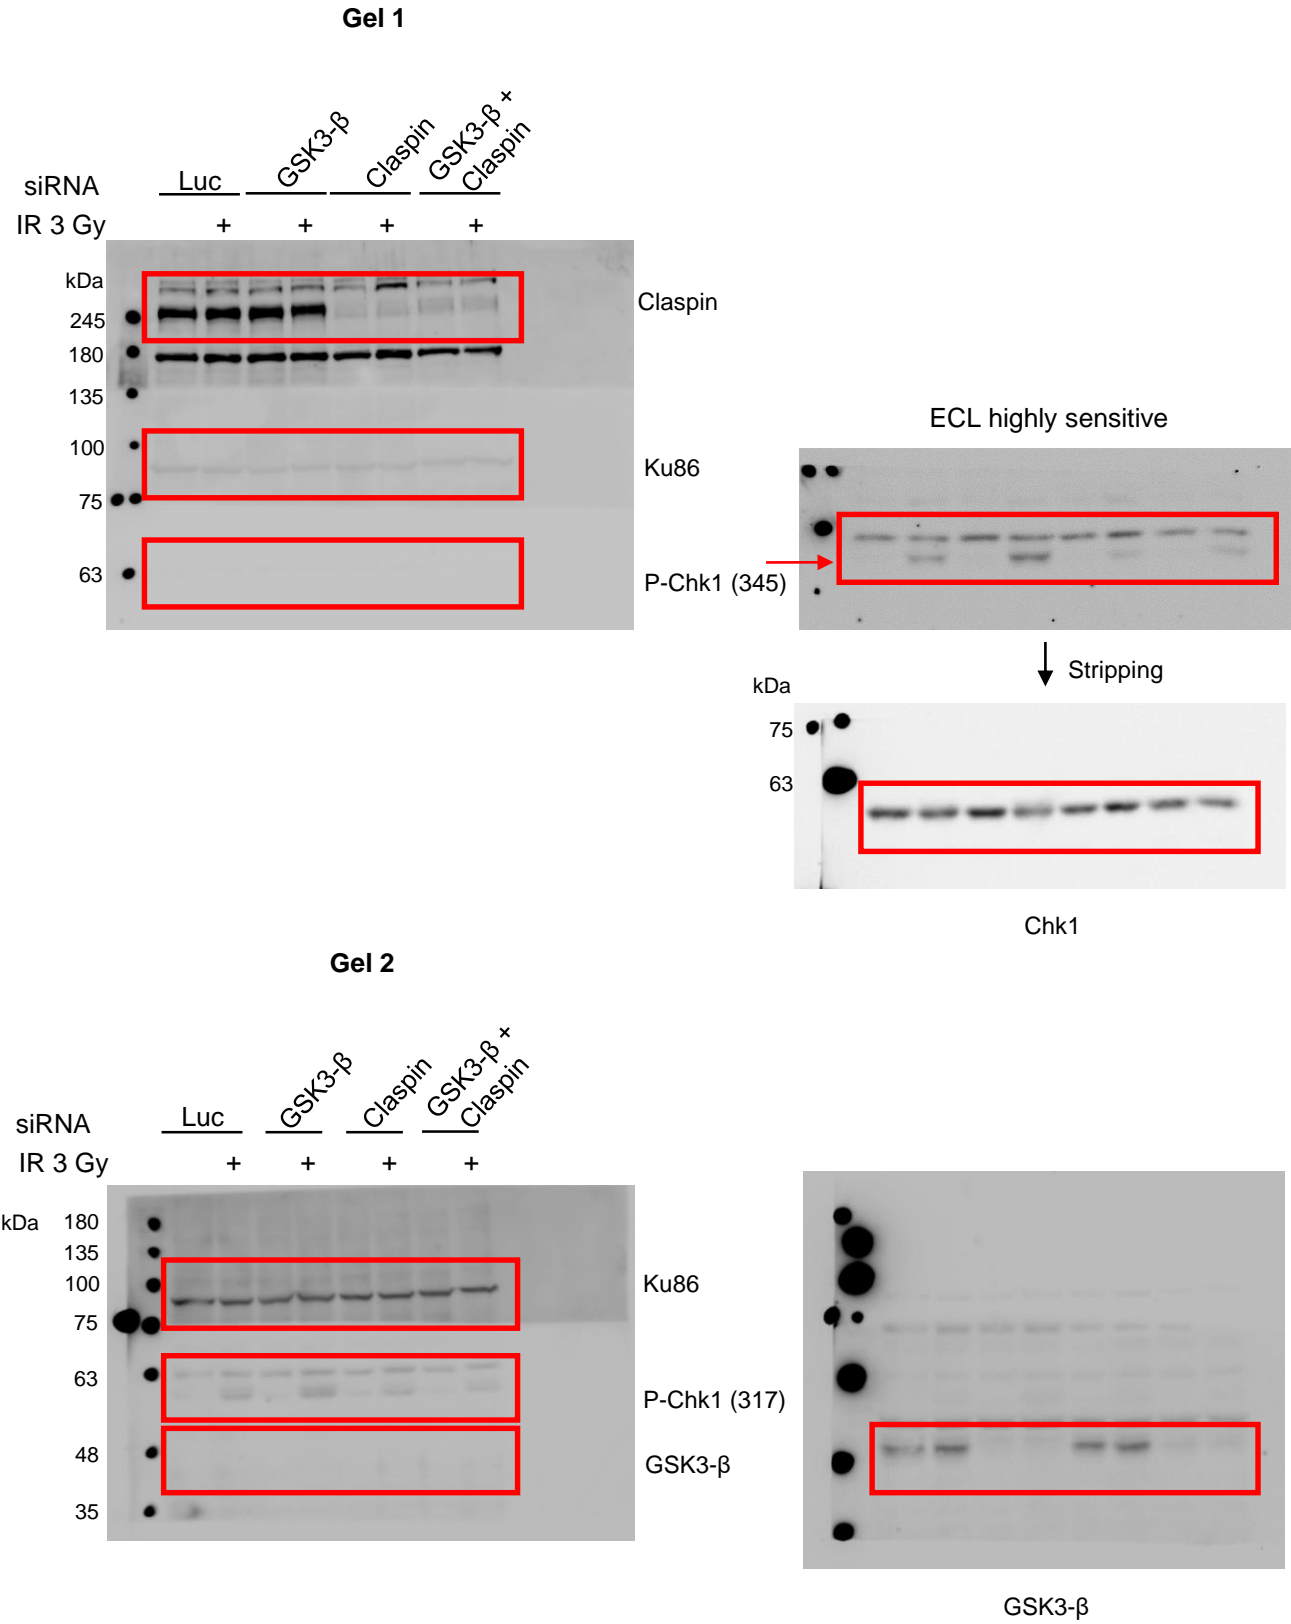 Gel 1
siRNA Luc GSK3-β Claspin GSK3-β + Claspin
IR 3 Gy + + + +
kDa
245
180
135
100
75
63
Claspin
Ku86
P-Chk1 (345)
ECL highly sensitive
Stripping
kDa
75
63
Chk1
Gel 2
siRNA Luc GSK3-β Claspin GSK3-β + Claspin
IR 3 Gy + + + +
kDa 180
135
100
75
63
48
35
Ku86
P-Chk1 (317)
GSK3-β
GSK3-β